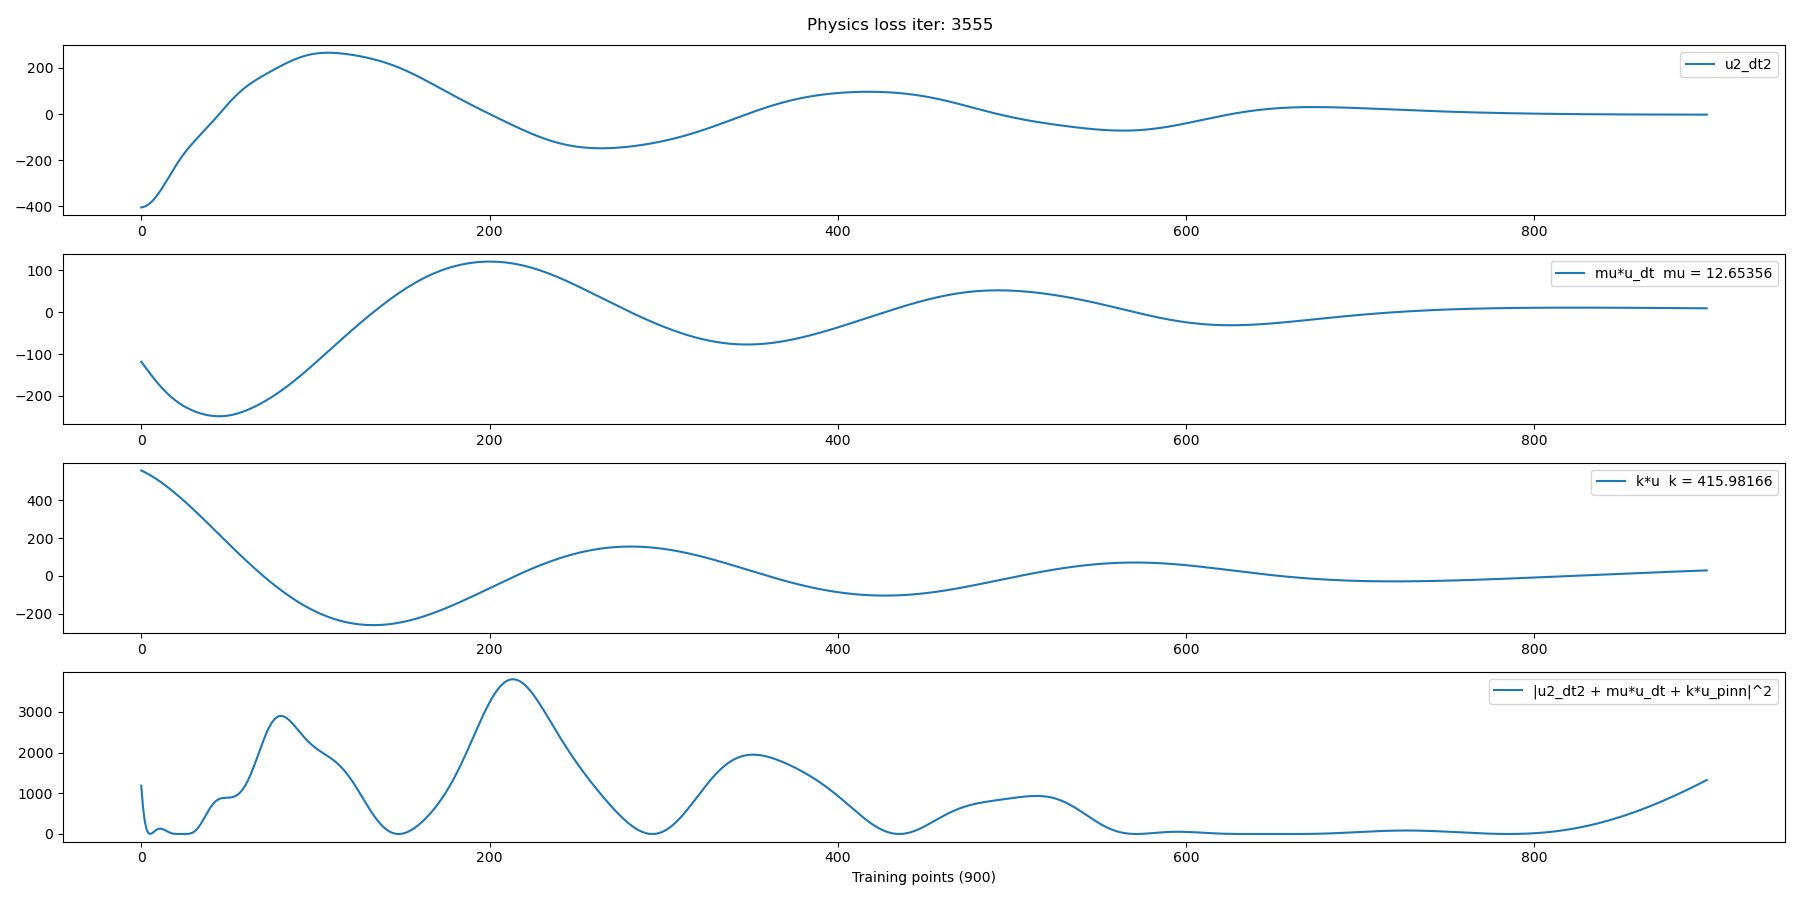 Physics loss iter: 3555
200
0
−200
−400
u2_dt2
0 200 400 600 800
100
0
−100
−200
mu*u_dt  mu = 12.65356
0 200 400 600 800
400
200
0
−200
k*u  k = 415.98166
0 200 400 600 800
3000
2000
1000
0
|u2_dt2 + mu*u_dt + k*u_pinn|^2
0 200 400 600 800
Training points (900)